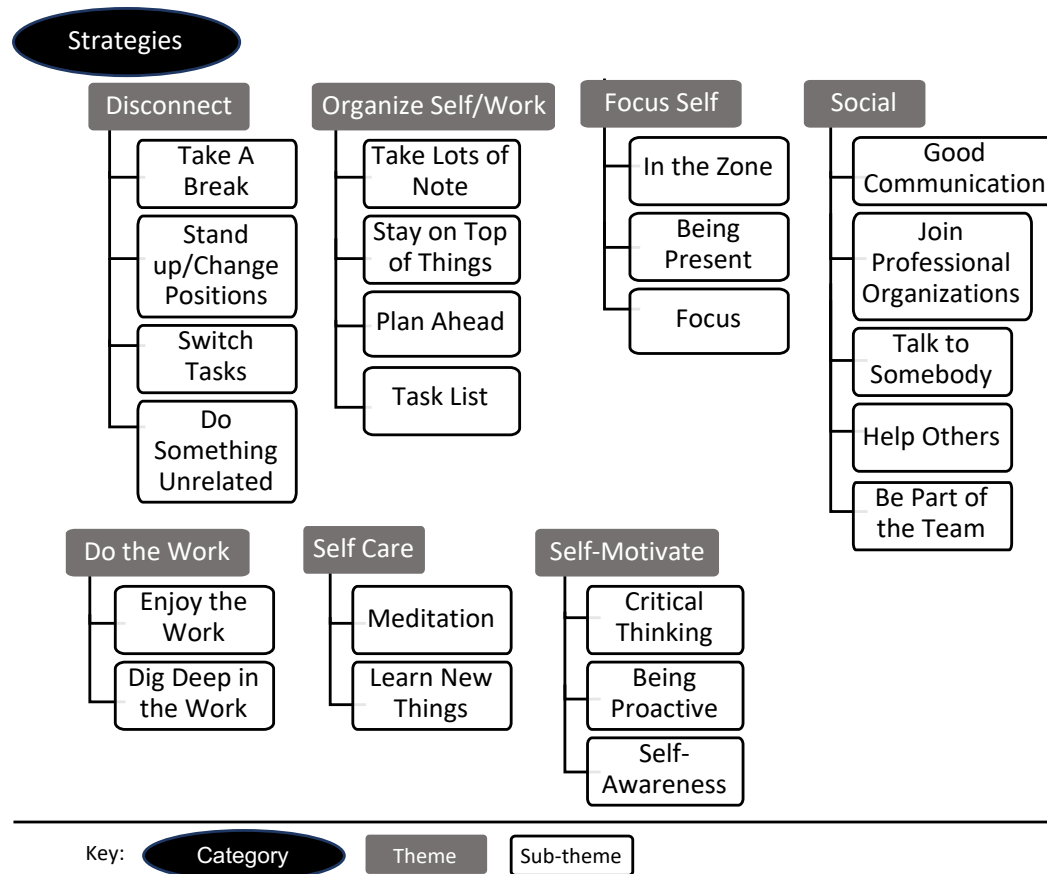 Strategies
Disconnect
Take A
Break
Stand
up/Change
Positions
Switch
Tasks
Do
Something
Unrelated
Organize Self/Work
Take Lots of
Note
Stay on Top
of Things
Plan Ahead
Task List
Focus Self
In the Zone
Being
Present
Focus
Social
Good
Communication
Join
Professional
Organizations
Talk to
Somebody
Help Others
Be Part of
the Team
Do the Work
Enjoy the
Work
Dig Deep in
the Work
Self Care
Meditation
Learn New
Things
Self-Motivate
Critical
Thinking
Being
Proactive
Self-
Awareness
Key:
Category
Theme
Sub-theme